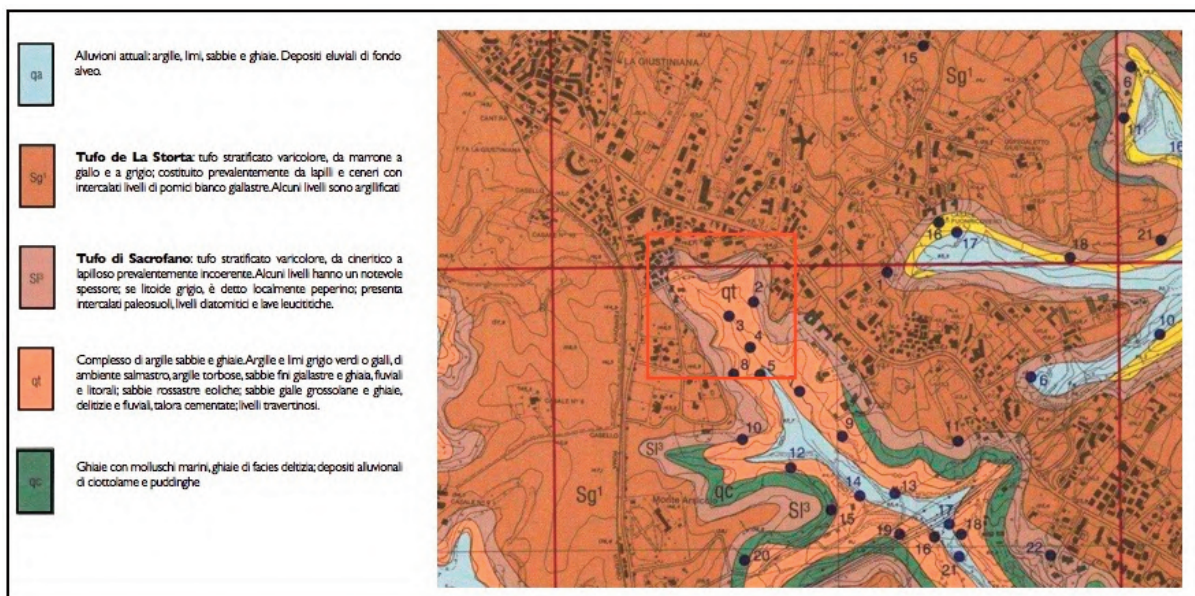 qa
Alluvioni attuali: argille, limi, sabbie e ghiaie. Depositi eluviali di fondo
alveo.
Sg¹
Tufo de La Storta: tufo stratificato varicolore, da marrone a
giallo e a grigio; costituito prevalentemente da lapilli e ceneri con
intercalati livelli di pomici bianco giallastre. Alcuni livelli sono argillificati
Sl³
Tufo di Sacrofano: tufo stratificato varicolore, da cineritico a
lapilloso prevalentemente incoerente. Alcuni livelli hanno un notevole
spessore; se litoide grigio, è detto localmente peperino; presenta
intercalati paleosuoli, livelli diatomitici e lave leucititiche.
qt
Complesso di argille sabbie e ghiaie. Argille e limi grigio verdi o gialli, di
ambiente salmastro, argille torbose, sabbie fini giallastre e ghiaia, fluviali
e litorali; sabbie rossastre eoliche; sabbie gialle grossolane e ghiaie,
delitizie e fluviali, talora cementate; livelli travertinosi.
qc
Ghiaie con molluschi marini, ghiaie di facies deltizia; depositi alluvionali
di ciottolame e puddinghe
LA GIUSTINIANA
15
Sg¹
6
11
16
OSPEDALETTO
16
17
18
21
1
qt
2
3
4
8
5
7
10
6
9
10
11
Sl³
12
qc
14
13
Sg¹
Sl³
15
17
19
16
18
20
21
22